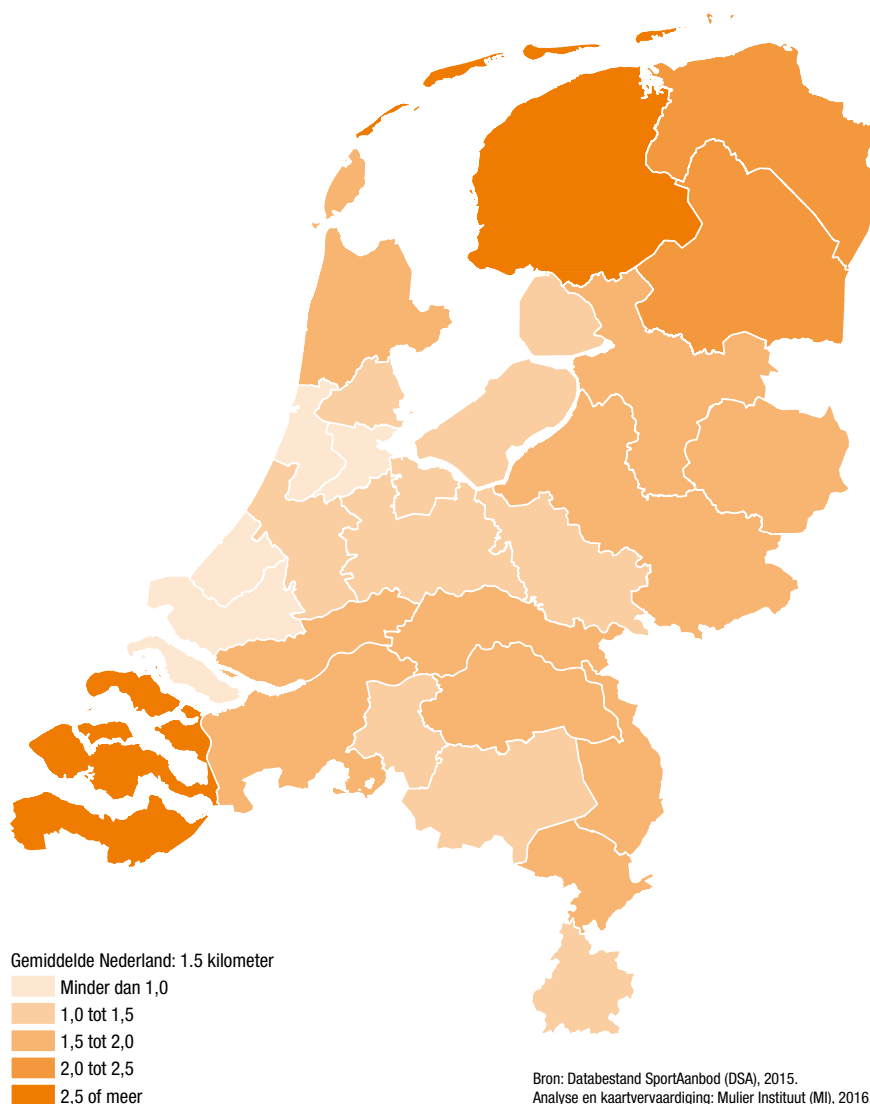 Gemiddelde Nederland: 1.5 kilometer
Minder dan 1,0
1,0 tot 1,5
1,5 tot 2,0
2,0 tot 2,5
2,5 of meer
Bron: Databestand SportAanbod (DSA), 2015.
Analyse en kaartvervaardiging: Mulier Instituut (MI), 2016